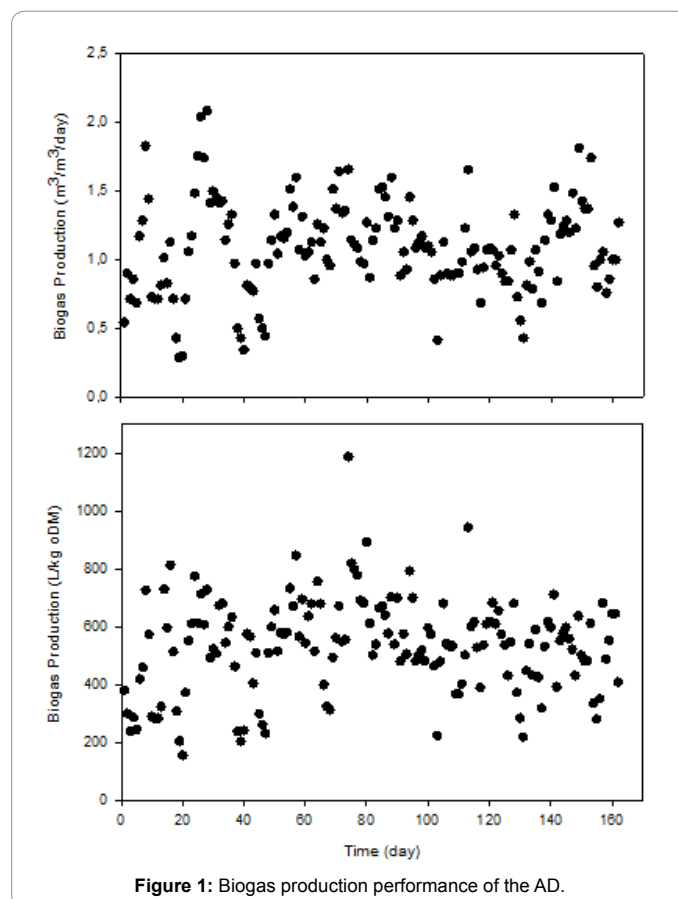 2,5
2,0
1,5
1,0
0,5
0,0
Biogas Production (m³/m³/day)
1200
1000
800
600
400
200
0
Biogas Production (L/kg oDM)
0 20 40 60 80 100 120 140 160
Time (day)
Figure 1: Biogas production performance of the AD.